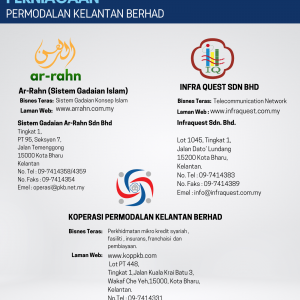 PERNIAGAAN
PERMODALAN KELANTAN BERHAD
الرهن
ar-rahn
Ar-Rahn (Sistem Gadaian Islam)
Bisnes Teras: Sistem Gadaian Konsep Islam
Laman Web: www.arrahn.com.my
Sistem Gadaian Ar-Rahn Sdn Bhd
Tingkat 1,
PT 95, Seksyen 7,
Jalan Temenggong
15000 Kota Bharu
Kelantan
No. Tel : 09-7414358/4359
No. Faks : 09-7414354
Emel : operasi@pkb.net.my
IQ
INFRA QUEST SDN BHD
Bisnes Teras: Telecommunication Network
Laman Web : www.infraquest.com.my
Infraquest Sdn. Bhd.
Lot 1045, Tingkat 1,
Jalan Dato' Lundang
15200 Kota Bharu,
Kelantan.
No. Tel : 09-7414383
No. Faks : 09-7414389
Emel : info@infraquest.com.my
KOPERASI PERMODALAN KELANTAN BERHAD
Bisnes Teras: Perkhidmatan mikro kredit syariah ,
fasiliti , insurans, franchaisi dan
pembiayaan.
Laman Web: www.koppkb.com
Lot PT 448,
Tingkat 1,Jalan Kuala Krai Batu 3,
Wakaf Che Yeh,15000, Kota Bharu,
Kelantan.
No.Tel : 09-7414331